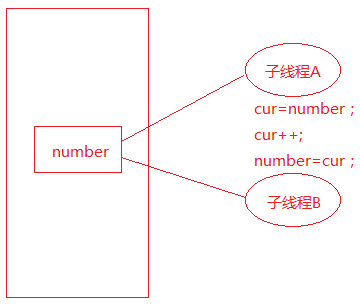 子线程A
cur=number ;
cur++;
number
number=cur ;
子线程B